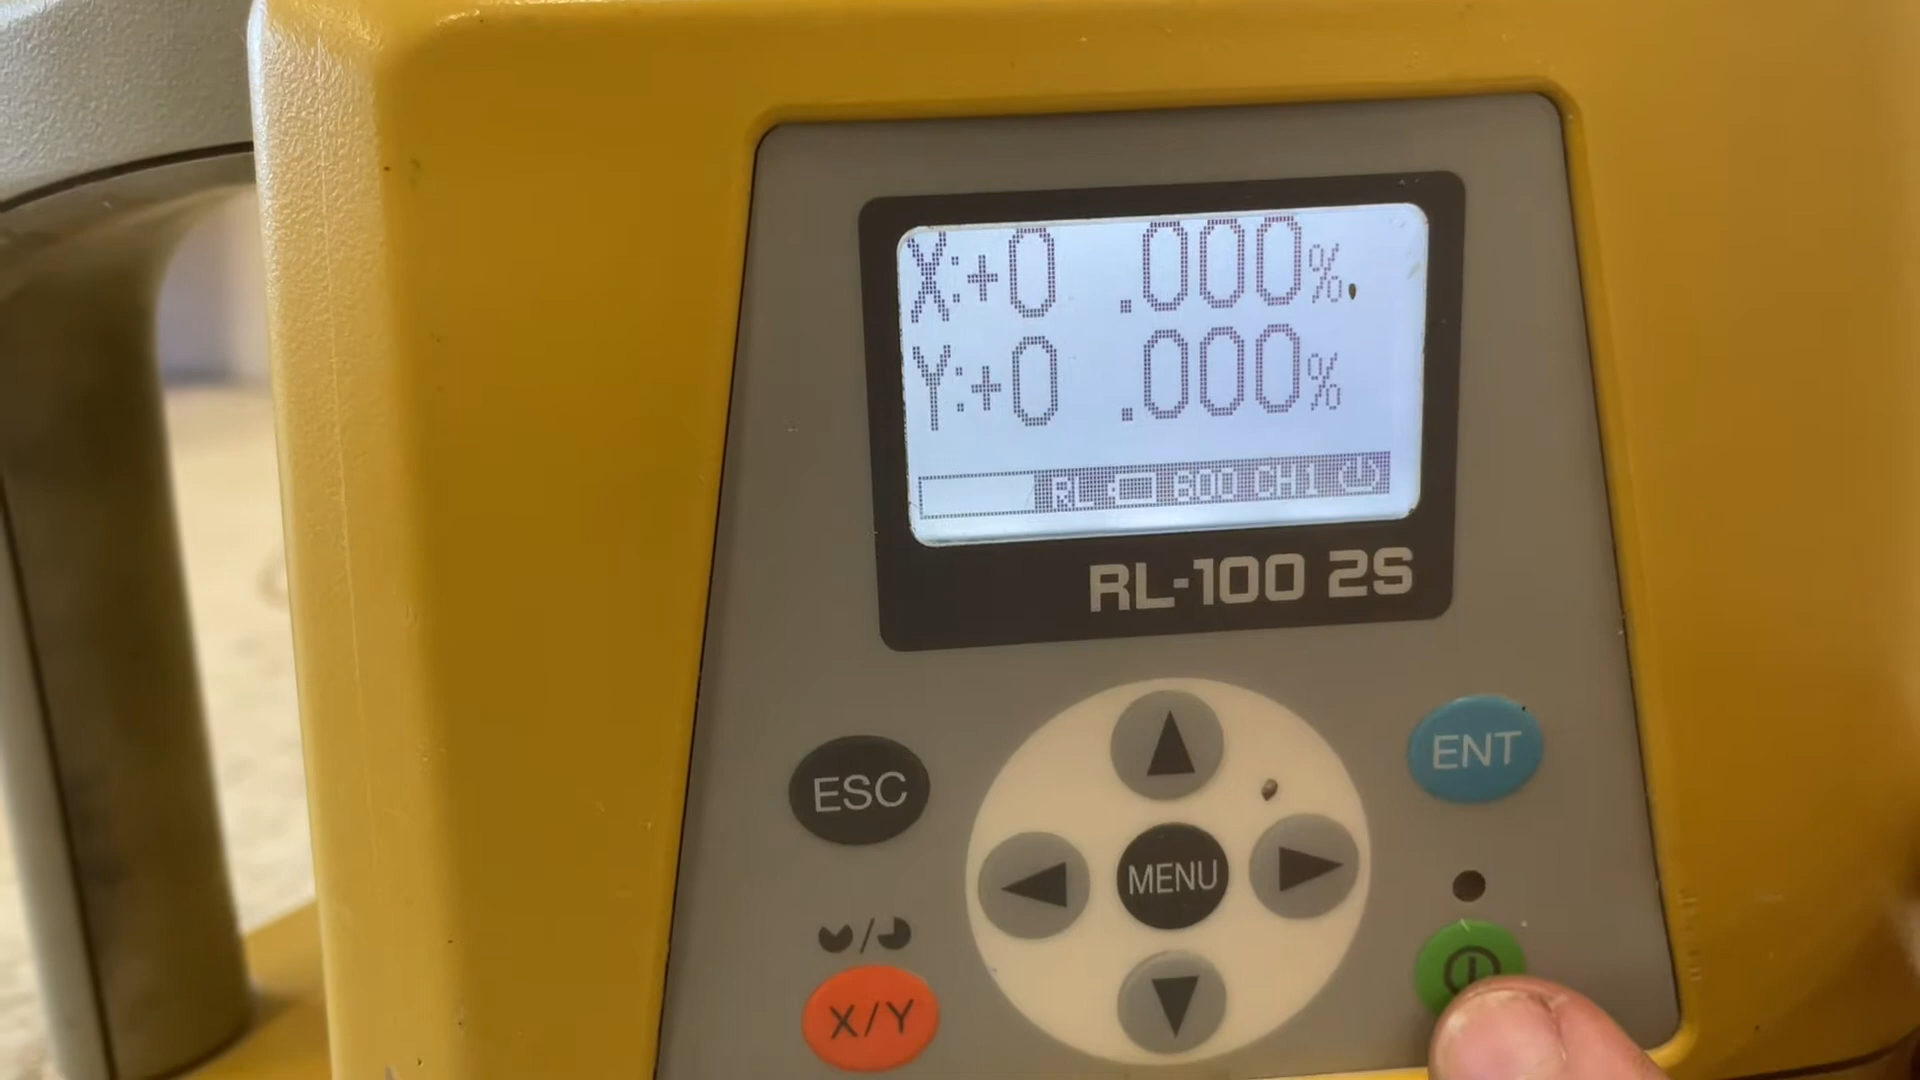 X:+0 .000%
Y:+0 .000%
RL 800 CH1
RL-100 2S
ENT
ESC
MENU
X/Y